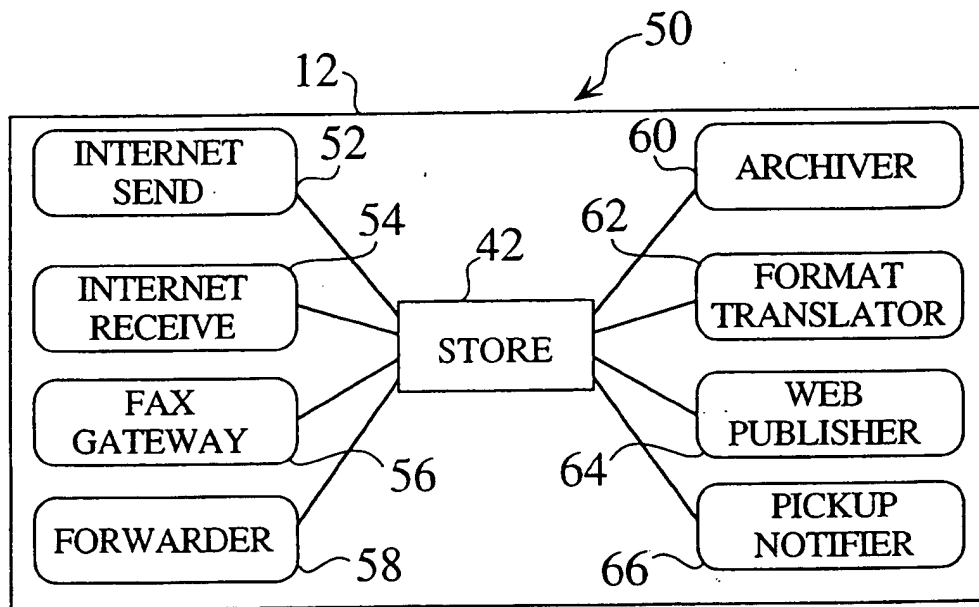 50
12
INTERNET
SEND
52
60
ARCHIVER
54
62
INTERNET
RECEIVE
42
STORE
FORMAT
TRANSLATOR
FAX
GATEWAY
56
64
WEB
PUBLISHER
FORWARDER
58
66
PICKUP
NOTIFIER